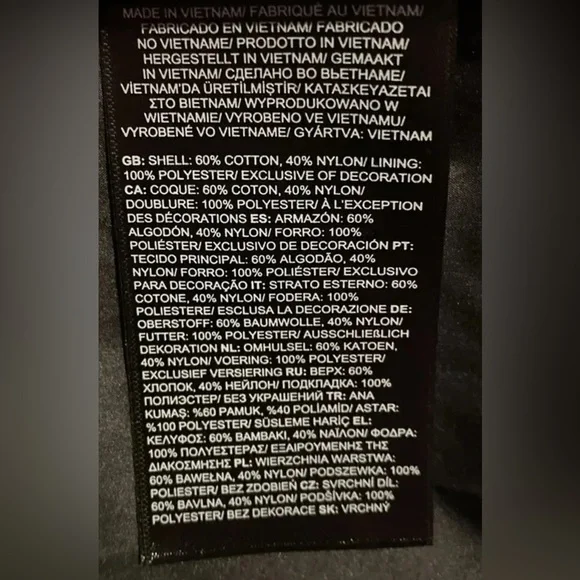 MADE IN VIETNAM/ FABRIQUÉ AU VIETNAM/
FABRICADO EN VIETNAM/ FABRICADO
NO VIETNAME/ PRODOTTO IN VIETNAM/
HERGESTELLT IN VIETNAM/ GEMAAKT
IN VIETNAM/ СДЕЛАНО ВО ВЬЕТНАМЕ/
VİETNAM'DA ÜRETİLMİŞTİR/ ΚΑΤΑΣΚΕΥΑΖΕΤΑΙ
ΣΤΟ ΒΙΕΤΝΑΜ/ WYPRODUKOWANO W
WIETNAMIE/ VYROBENO VE VIETNAMU/
VYROBENÉ VO VIETNAME/ GYÁRTVA: VIETNAM
GB: SHELL: 60% COTTON, 40% NYLON/ LINING:
100% POLYESTER/ EXCLUSIVE OF DECORATION
CA: COQUE: 60% COTON, 40% NYLON/
DOUBLURE: 100% POLYESTER/ À L'EXCEPTION
DES DÉCORATIONS ES: ARMAZÓN: 60%
ALGODÓN, 40% NYLON/ FORRO: 100%
POLIÉSTER/ EXCLUSIVO DE DECORACIÓN PT:
TECIDO PRINCIPAL: 60% ALGODÃO, 40%
NYLON/ FORRO: 100% POLIÉSTER/ EXCLUSIVO
PARA DECORAÇÃO IT: STRATO ESTERNO: 60%
COTONE, 40% NYLON/ FODERA: 100%
POLIESTERE/ ESCLUSA LA DECORAZIONE DE:
OBERSTOFF: 60% BAUMWOLLE, 40% NYLON/
FUTTER: 100% POLYESTER/ AUSSCHLIEßLICH
DEKORATION NL: OMHULSEL: 60% KATOEN,
40% NYLON/ VOERING: 100% POLYESTER/
EXCLUSIEF VERSIERING RU: ВЕРХ: 60%
ХЛОПОК, 40% НЕЙЛОН/ ПОДКЛАДКА: 100%
ПОЛИЭСТЕР/ БЕЗ УКРАШЕНИЙ TR: ANA
KUMAŞ: %60 PAMUK, %40 POLİAMİD/ ASTAR:
%100 POLYESTER/ SÜSLEME HARİÇ EL:
ΚΕΛΥΦΟΣ: 60% ΒΑΜΒΑΚΙ, 40% ΝΑΪΛΟΝ/ ΦΟΔΡΑ:
100% ΠΟΛΥΕΣΤΕΡΑΣ/ ΕΞΑΙΡΟΥΜΕΝΗΣ ΤΗΣ
ΔΙΑΚΟΣΜΗΣΗΣ PL: WIERZCHNIA WARSTWA:
60% BAWEŁNA, 40% NYLON/ PODSZEWKA: 100%
POLIESTER/ BEZ ZDOBIEŃ CZ: SVRCHNÍ DÍL:
60% BAVLNA, 40% NYLON/ PODŠÍVKA: 100%
POLYESTER/ BEZ DEKORACE SK: VRCHNÝ